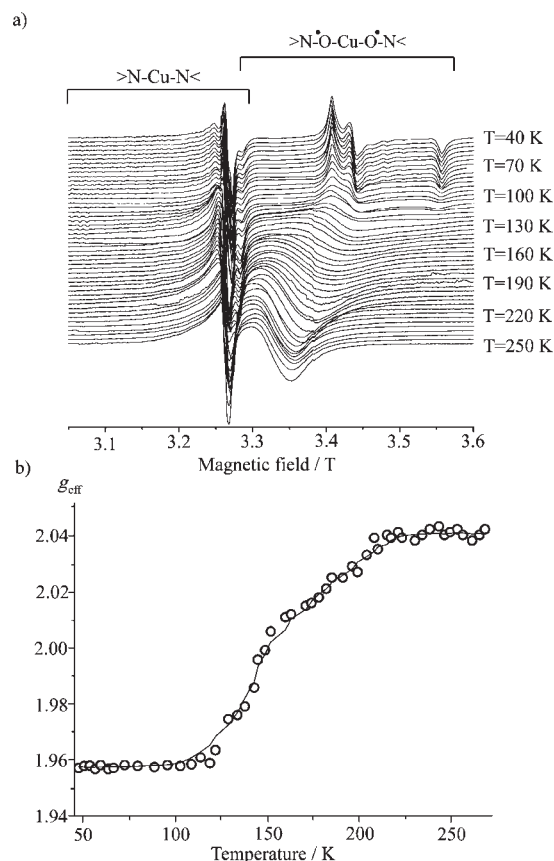 a)
>N-O•-Cu-O•-N<
>N-Cu-N<
T=40 K
T=70 K
T=100 K
T=130 K
T=160 K
T=190 K
T=220 K
T=250 K
3.1 3.2 3.3 3.4 3.5 3.6
Magnetic field / T
b)
geff
2.04
2.02
2.00
1.98
1.96
1.94
50 100 150 200 250
Temperature / K